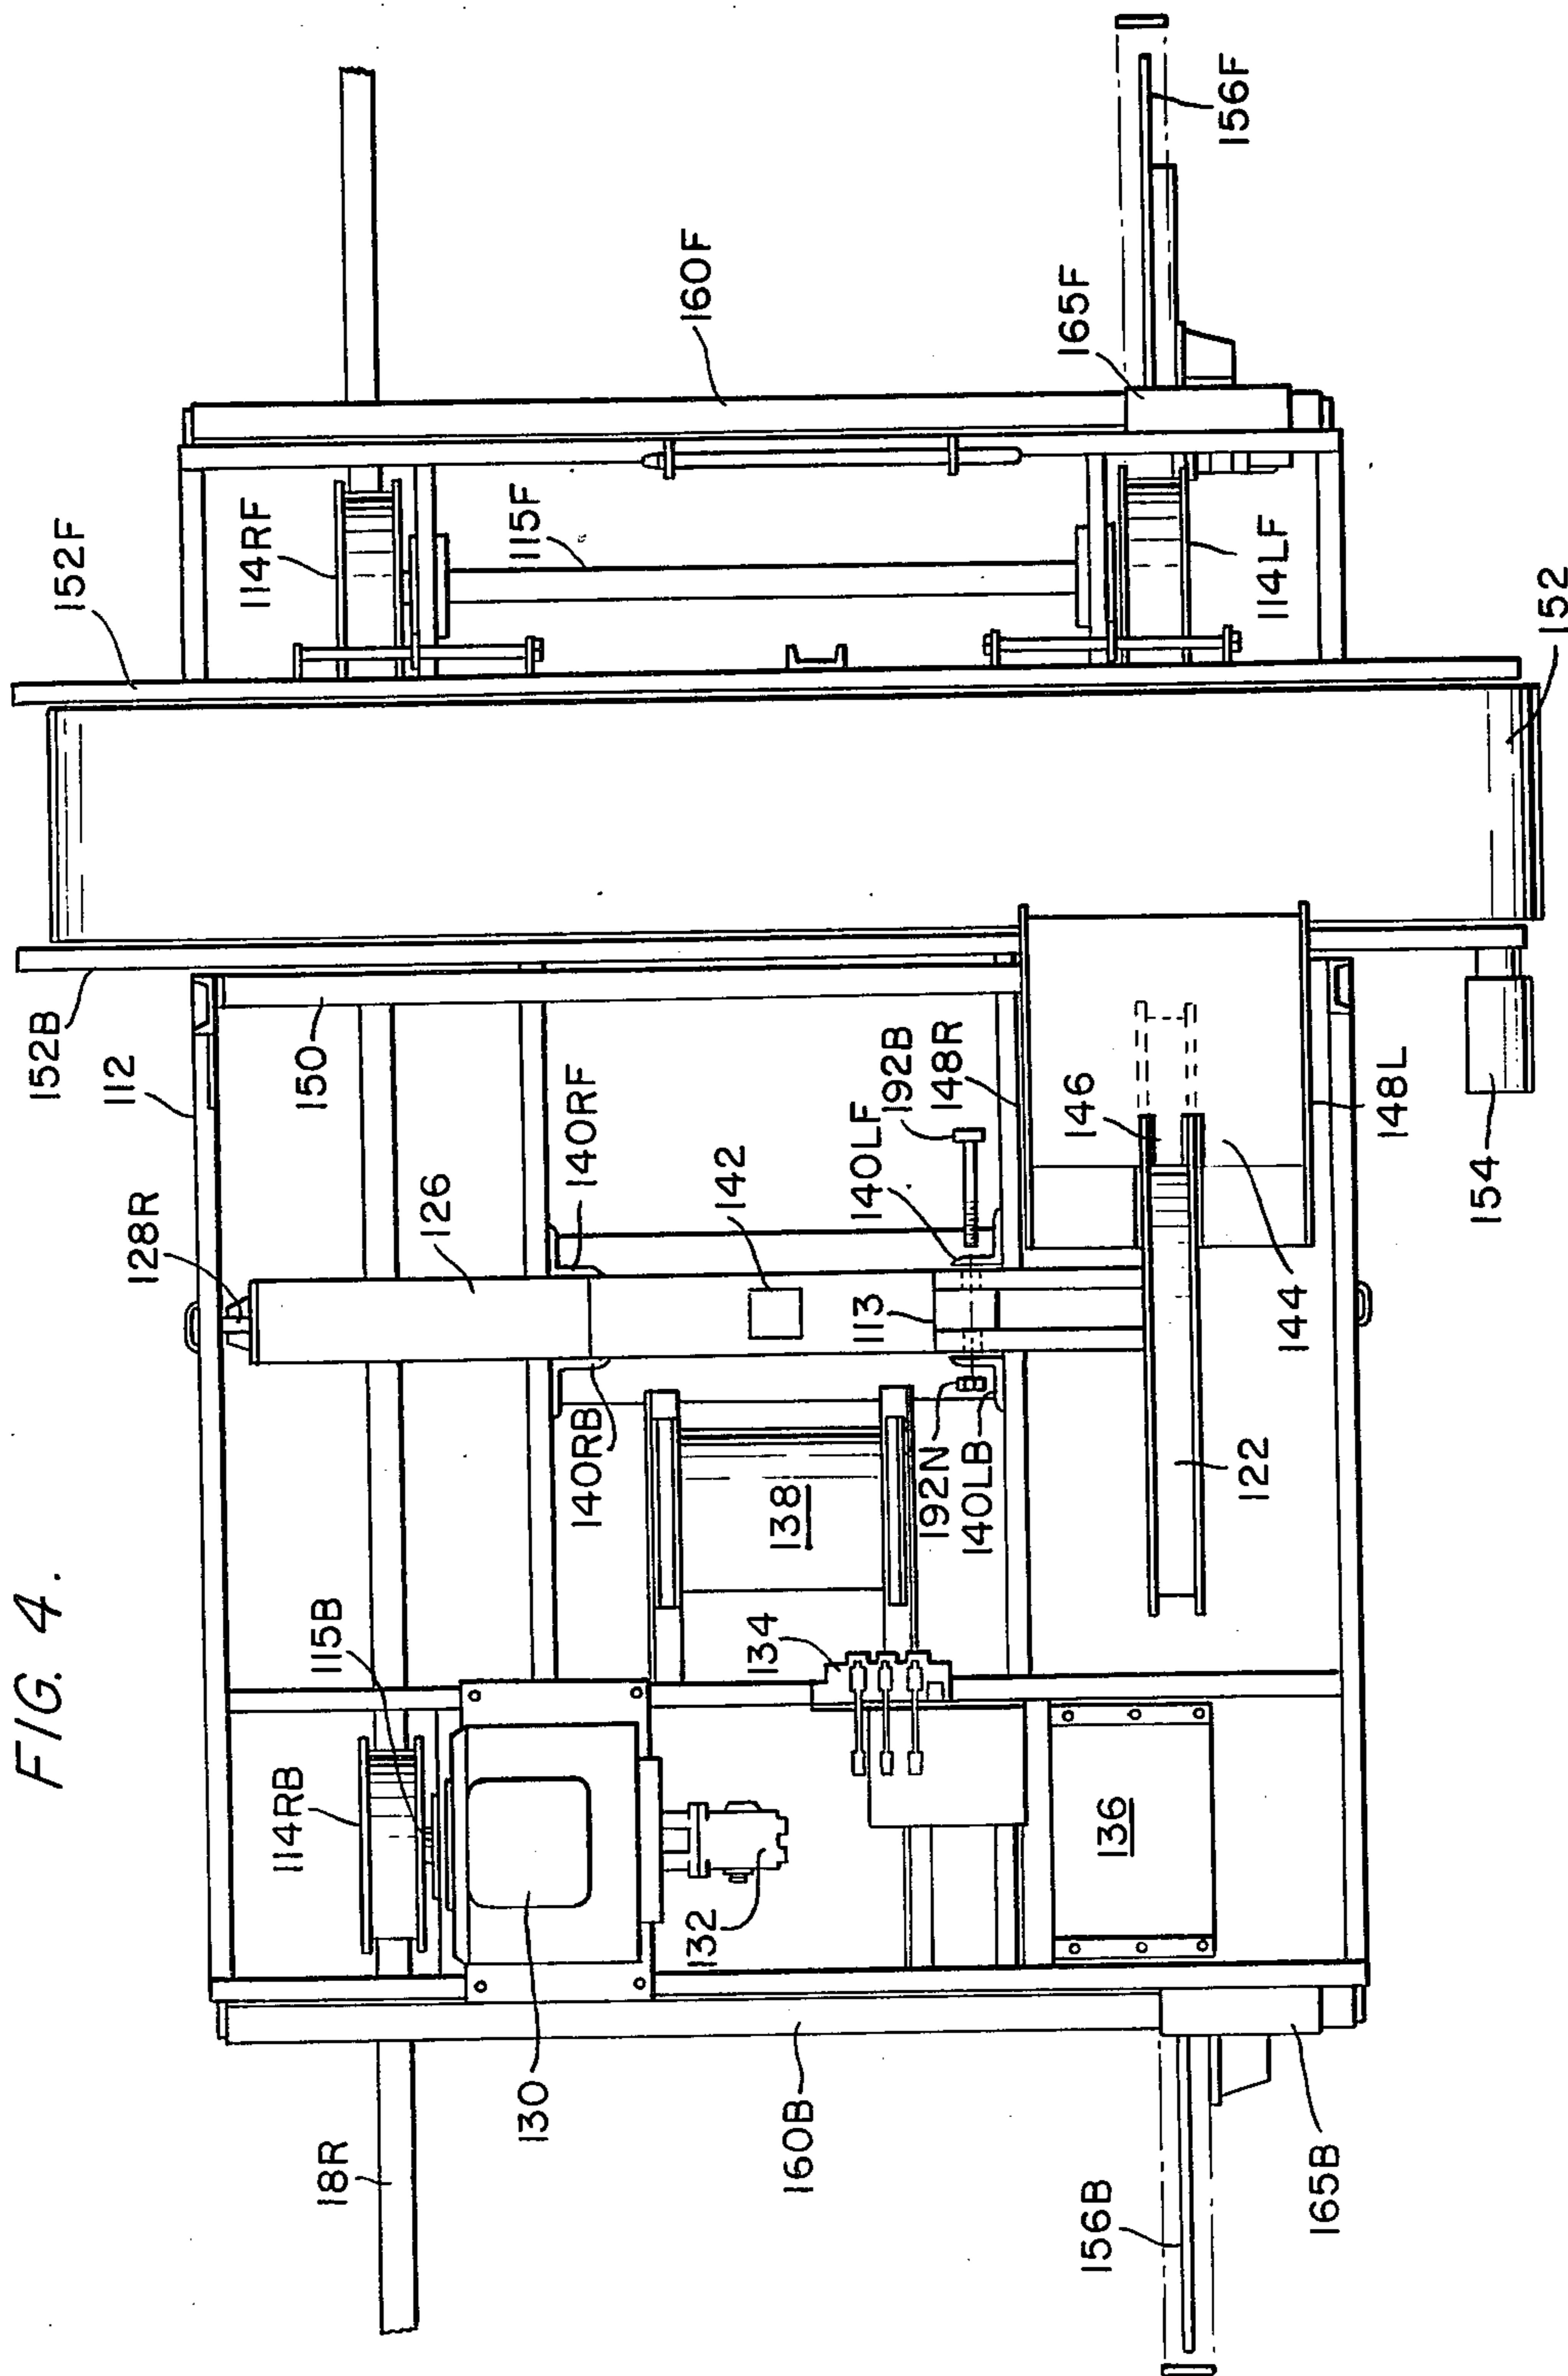 FIG. 4.
18R
114RB
115B
128R
112
152B
152F
114RF
115F
160F
165F
156F
126
140RF
150
142
140LF
192B
148R
146
113
140RB
138
192N
140LB
134
130
132
136
122
144
148L
154
152
114LF
160B
156B
165B